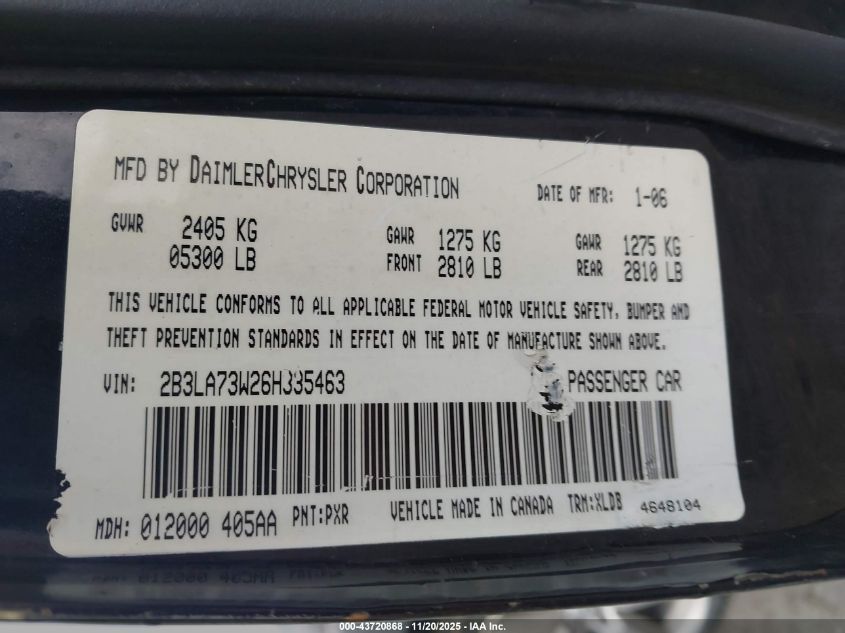 MFD BY DAIMLERCHRYSLER CORPORATION DATE OF MFR: 1-06
GVWR 2405 KG GAWR 1275 KG GAWR 1275 KG
05300 LB FRONT 2810 LB REAR 2810 LB
THIS VEHICLE CONFORMS TO ALL APPLICABLE FEDERAL MOTOR VEHICLE SAFETY, BUMPER AND
THEFT PREVENTION STANDARDS IN EFFECT ON THE DATE OF MANUFACTURE SHOWN ABOVE.
VIN: 2B3LA73W26H335463 PASSENGER CAR
MDH: 012000 405AA PNT:PXR VEHICLE MADE IN CANADA TRM:XLDB 4648104
000-43720868 - 11/20/2025 - IAA Inc.